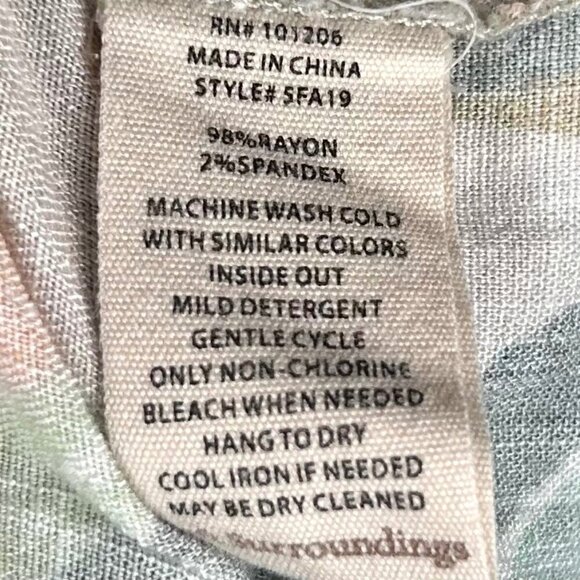 RN# 101206
MADE IN CHINA
STYLE# 5FA19
98%RAYON
2%SPANDEX
MACHINE WASH COLD
WITH SIMILAR COLORS
INSIDE OUT
MILD DETERGENT
GENTLE CYCLE
ONLY NON-CHLORINE
BLEACH WHEN NEEDED
HANG TO DRY
COOL IRON IF NEEDED
MAY BE DRY CLEANED
Surroundings